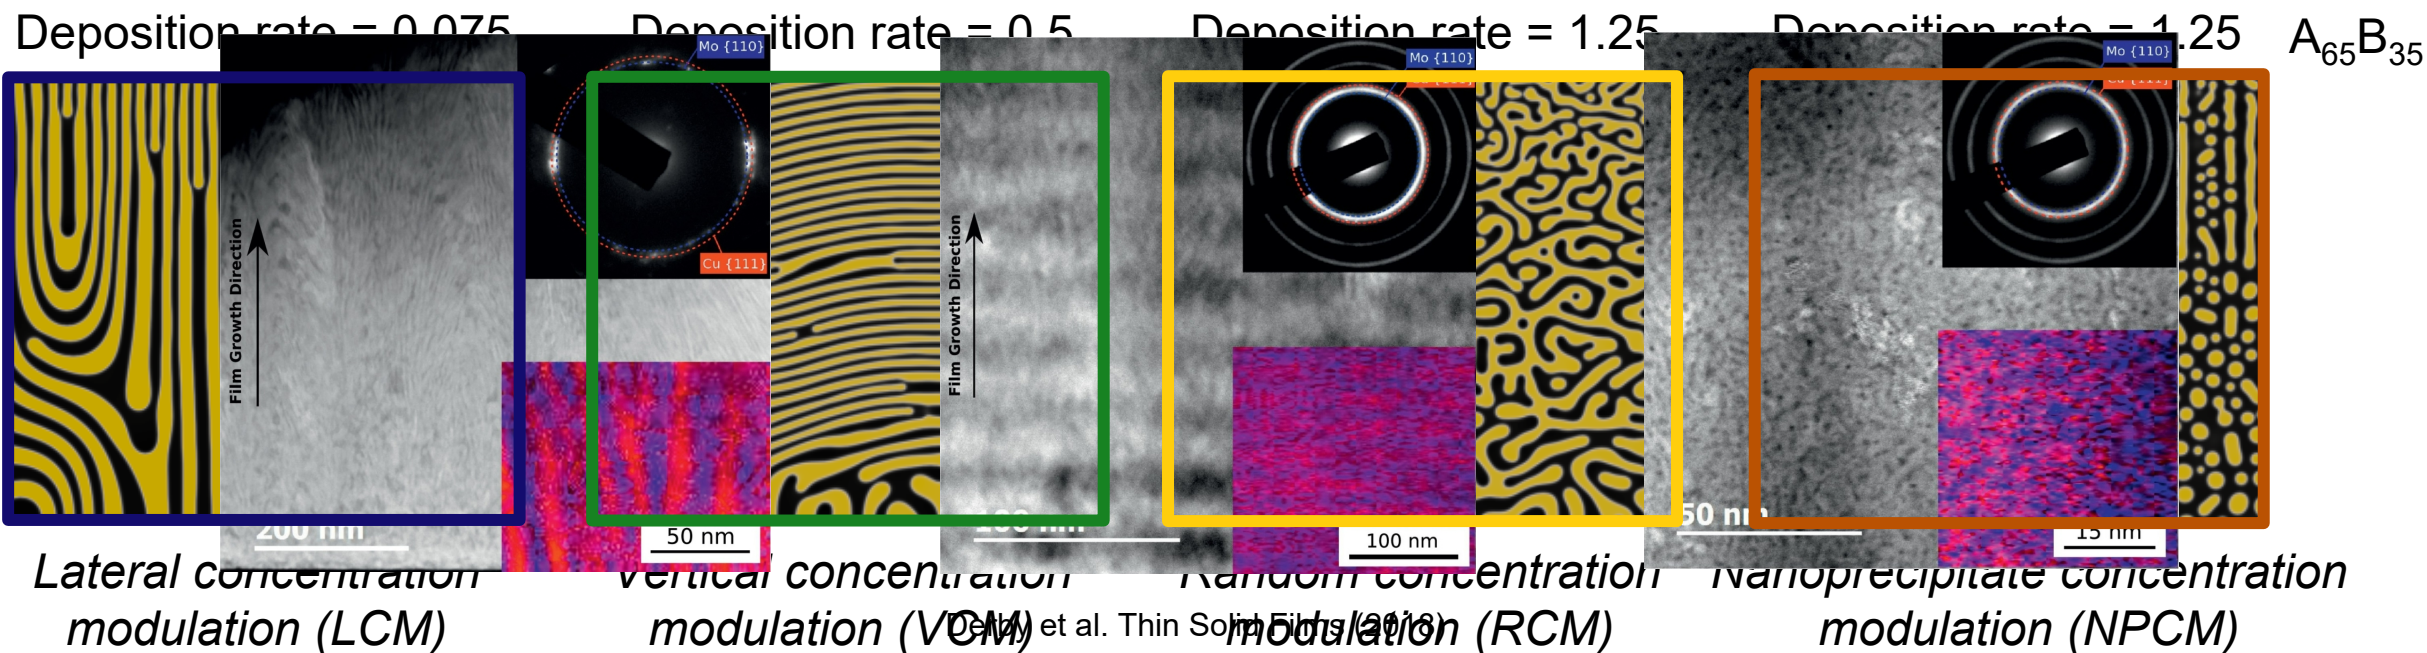 Deposition rate = 0.075
Deposition rate = 0.5
Deposition rate = 1.25
Deposition rate = 1.25
A65B35
Mo {110}
Cu {111}
Film Growth Direction
200 nm
50 nm
Film Growth Direction
100 nm
Mo {110}
100 nm
Mo {110}
Cu {111}
50 nm
15 nm
Lateral concentration
modulation (LCM)
Vertical concentration
modulation (VCM)
Random concentration
modulation (RCM)
Nanoprecipitate concentration
modulation (NPCM)
Derby et al. Thin Solid Films (2018)